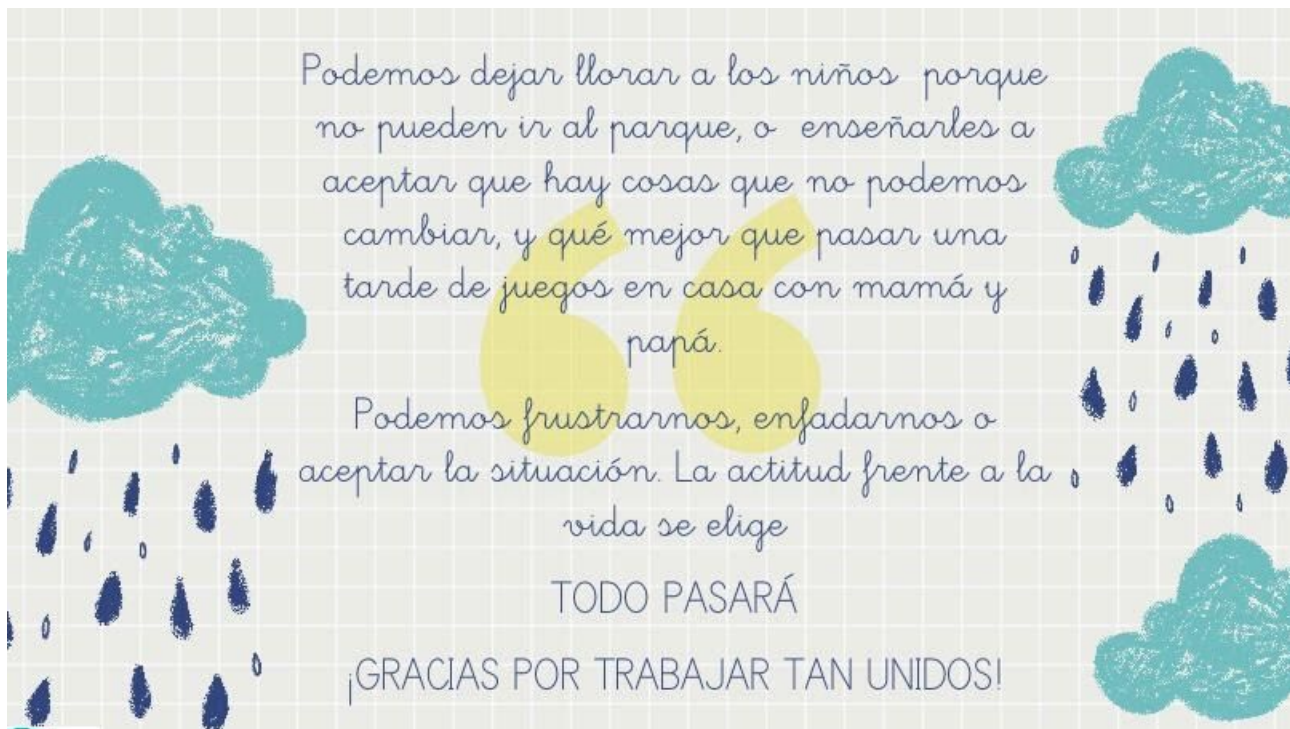 Podemos dejar llorar a los niños porque
no pueden ir al parque, o enseñarles a
aceptar que hay cosas que no podemos
cambiar, y qué mejor que pasar una
tarde de juegos en casa con mamá y
papá.
Podemos frustrarnos, enfadarnos o
aceptar la situación. La actitud frente a la
vida se elige
TODO PASARÁ
¡GRACIAS POR TRABAJAR TAN UNIDOS!